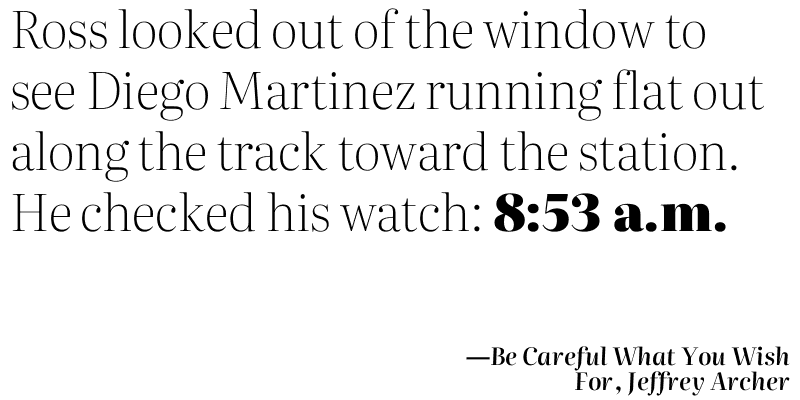 Ross looked out of the window to
see Diego Martinez running flat out
along the track toward the station.
He checked his watch: 8:53 a.m.
—Be Careful What You Wish
For, Jeffrey Archer